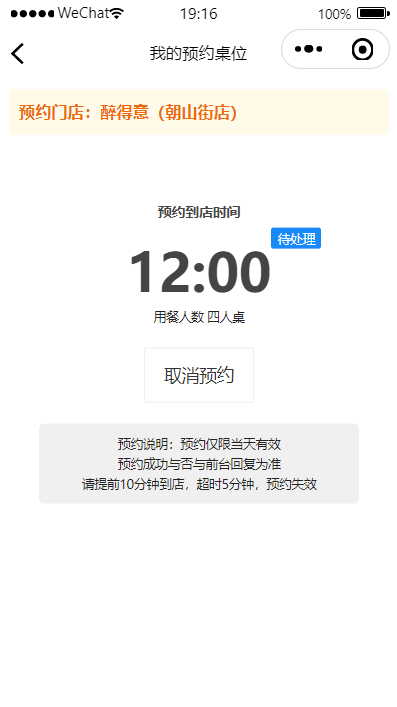 WeChat 19:16 100%
我的预约桌位
预约门店：醉得意（朝山街店）
预约到店时间
待处理
12:00
用餐人数 四人桌
取消预约
预约说明：预约仅限当天有效
预约成功与否与前台回复为准
请提前10分钟到店，超时5分钟，预约失效